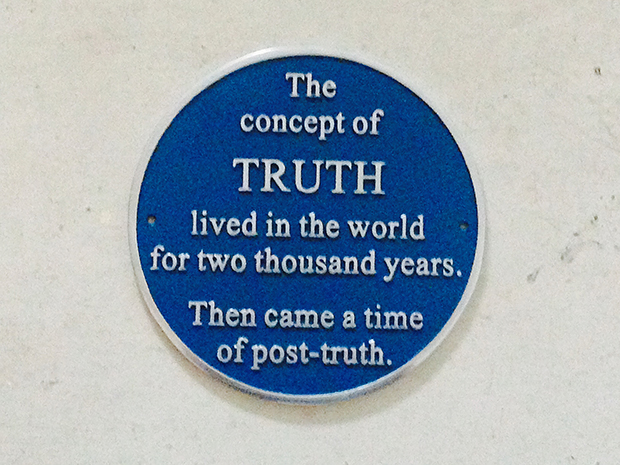 The
concept of
TRUTH
lived in the world
for two thousand years.
Then came a time
of post-truth.